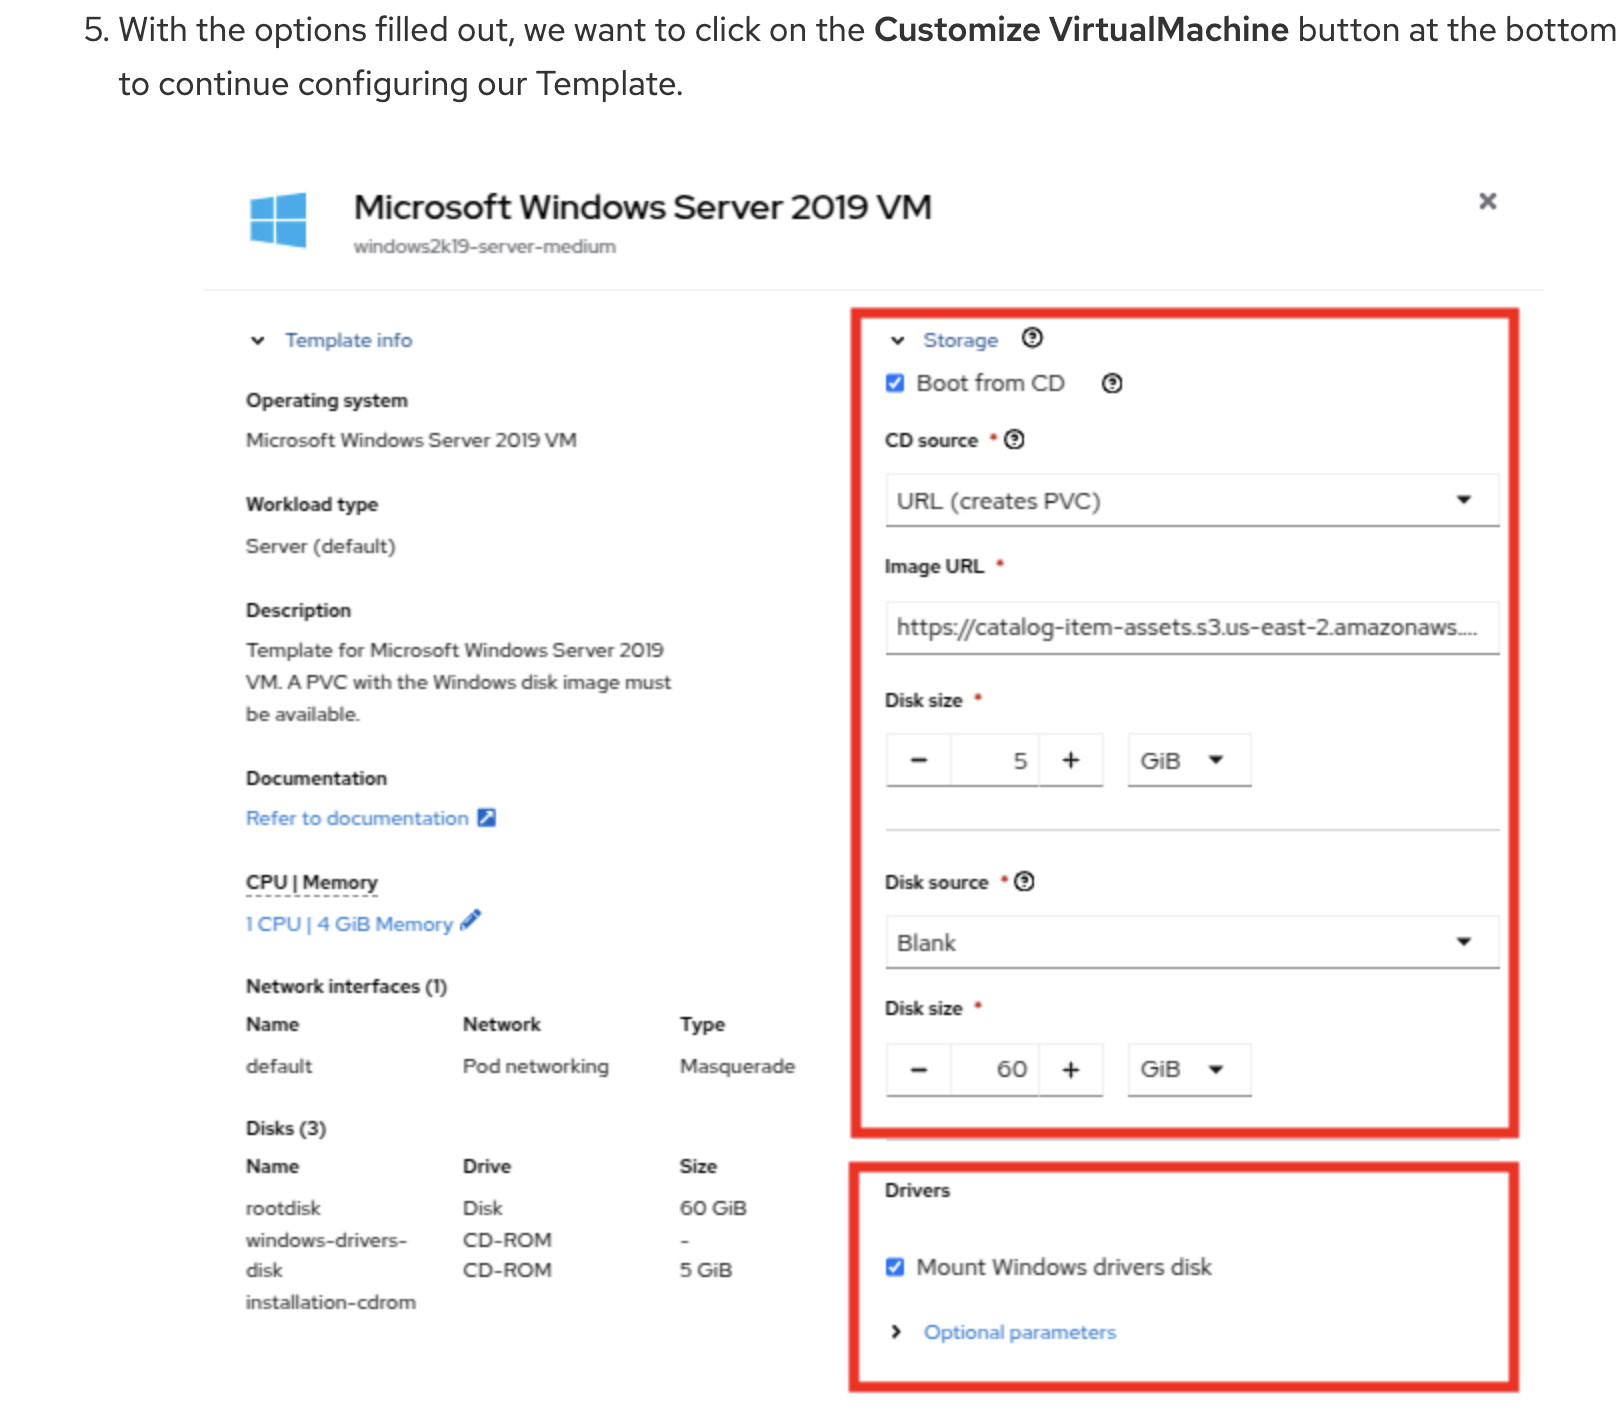 5. With the options filled out, we want to click on the Customize VirtualMachine button at the bottom
to continue configuring our Template.
Microsoft Windows Server 2019 VM
windows2k19-server-medium
Template info
Operating system
Microsoft Windows Server 2019 VM
Workload type
Server (default)
Description
Template for Microsoft Windows Server 2019
VM. A PVC with the Windows disk image must
be available.
Documentation
Refer to documentation
CPU | Memory
1 CPU | 4 GiB Memory
Network interfaces (1)
Name Network Type
default Pod networking Masquerade
Disks (3)
Name Drive Size
rootdisk Disk 60 GiB
windows-drivers- CD-ROM -
disk CD-ROM 5 GiB
installation-cdrom
Storage
Boot from CD
CD source *
URL (creates PVC)
Image URL *
https://catalog-item-assets.s3.us-east-2.amazonaws....
Disk size *
5 GiB
Disk source *
Blank
Disk size *
60 GiB
Drivers
Mount Windows drivers disk
Optional parameters